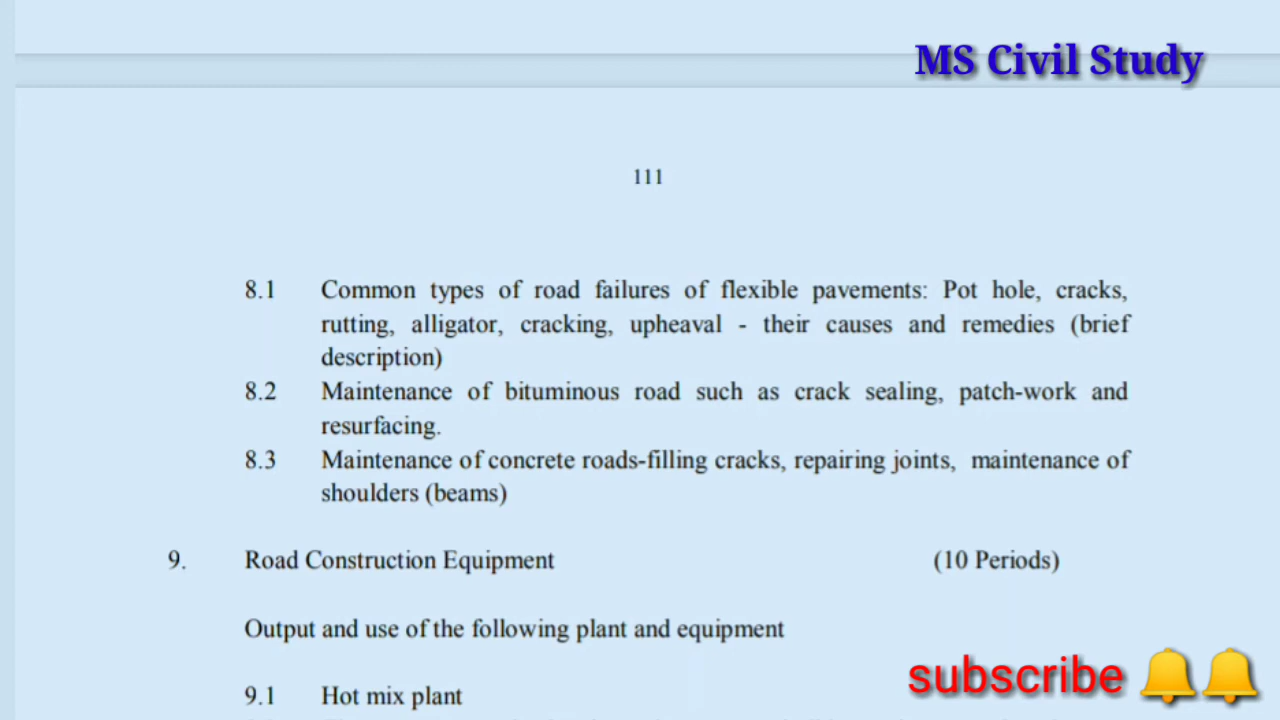 MS Civil Study
111
8.1 Common types of road failures of flexible pavements: Pot hole, cracks,
rutting, alligator, cracking, upheaval - their causes and remedies (brief
description)
8.2 Maintenance of bituminous road such as crack sealing, patch-work and
resurfacing.
8.3 Maintenance of concrete roads-filling cracks, repairing joints, maintenance of
shoulders (beams)
9. Road Construction Equipment (10 Periods)
Output and use of the following plant and equipment
subscribe
9.1 Hot mix plant